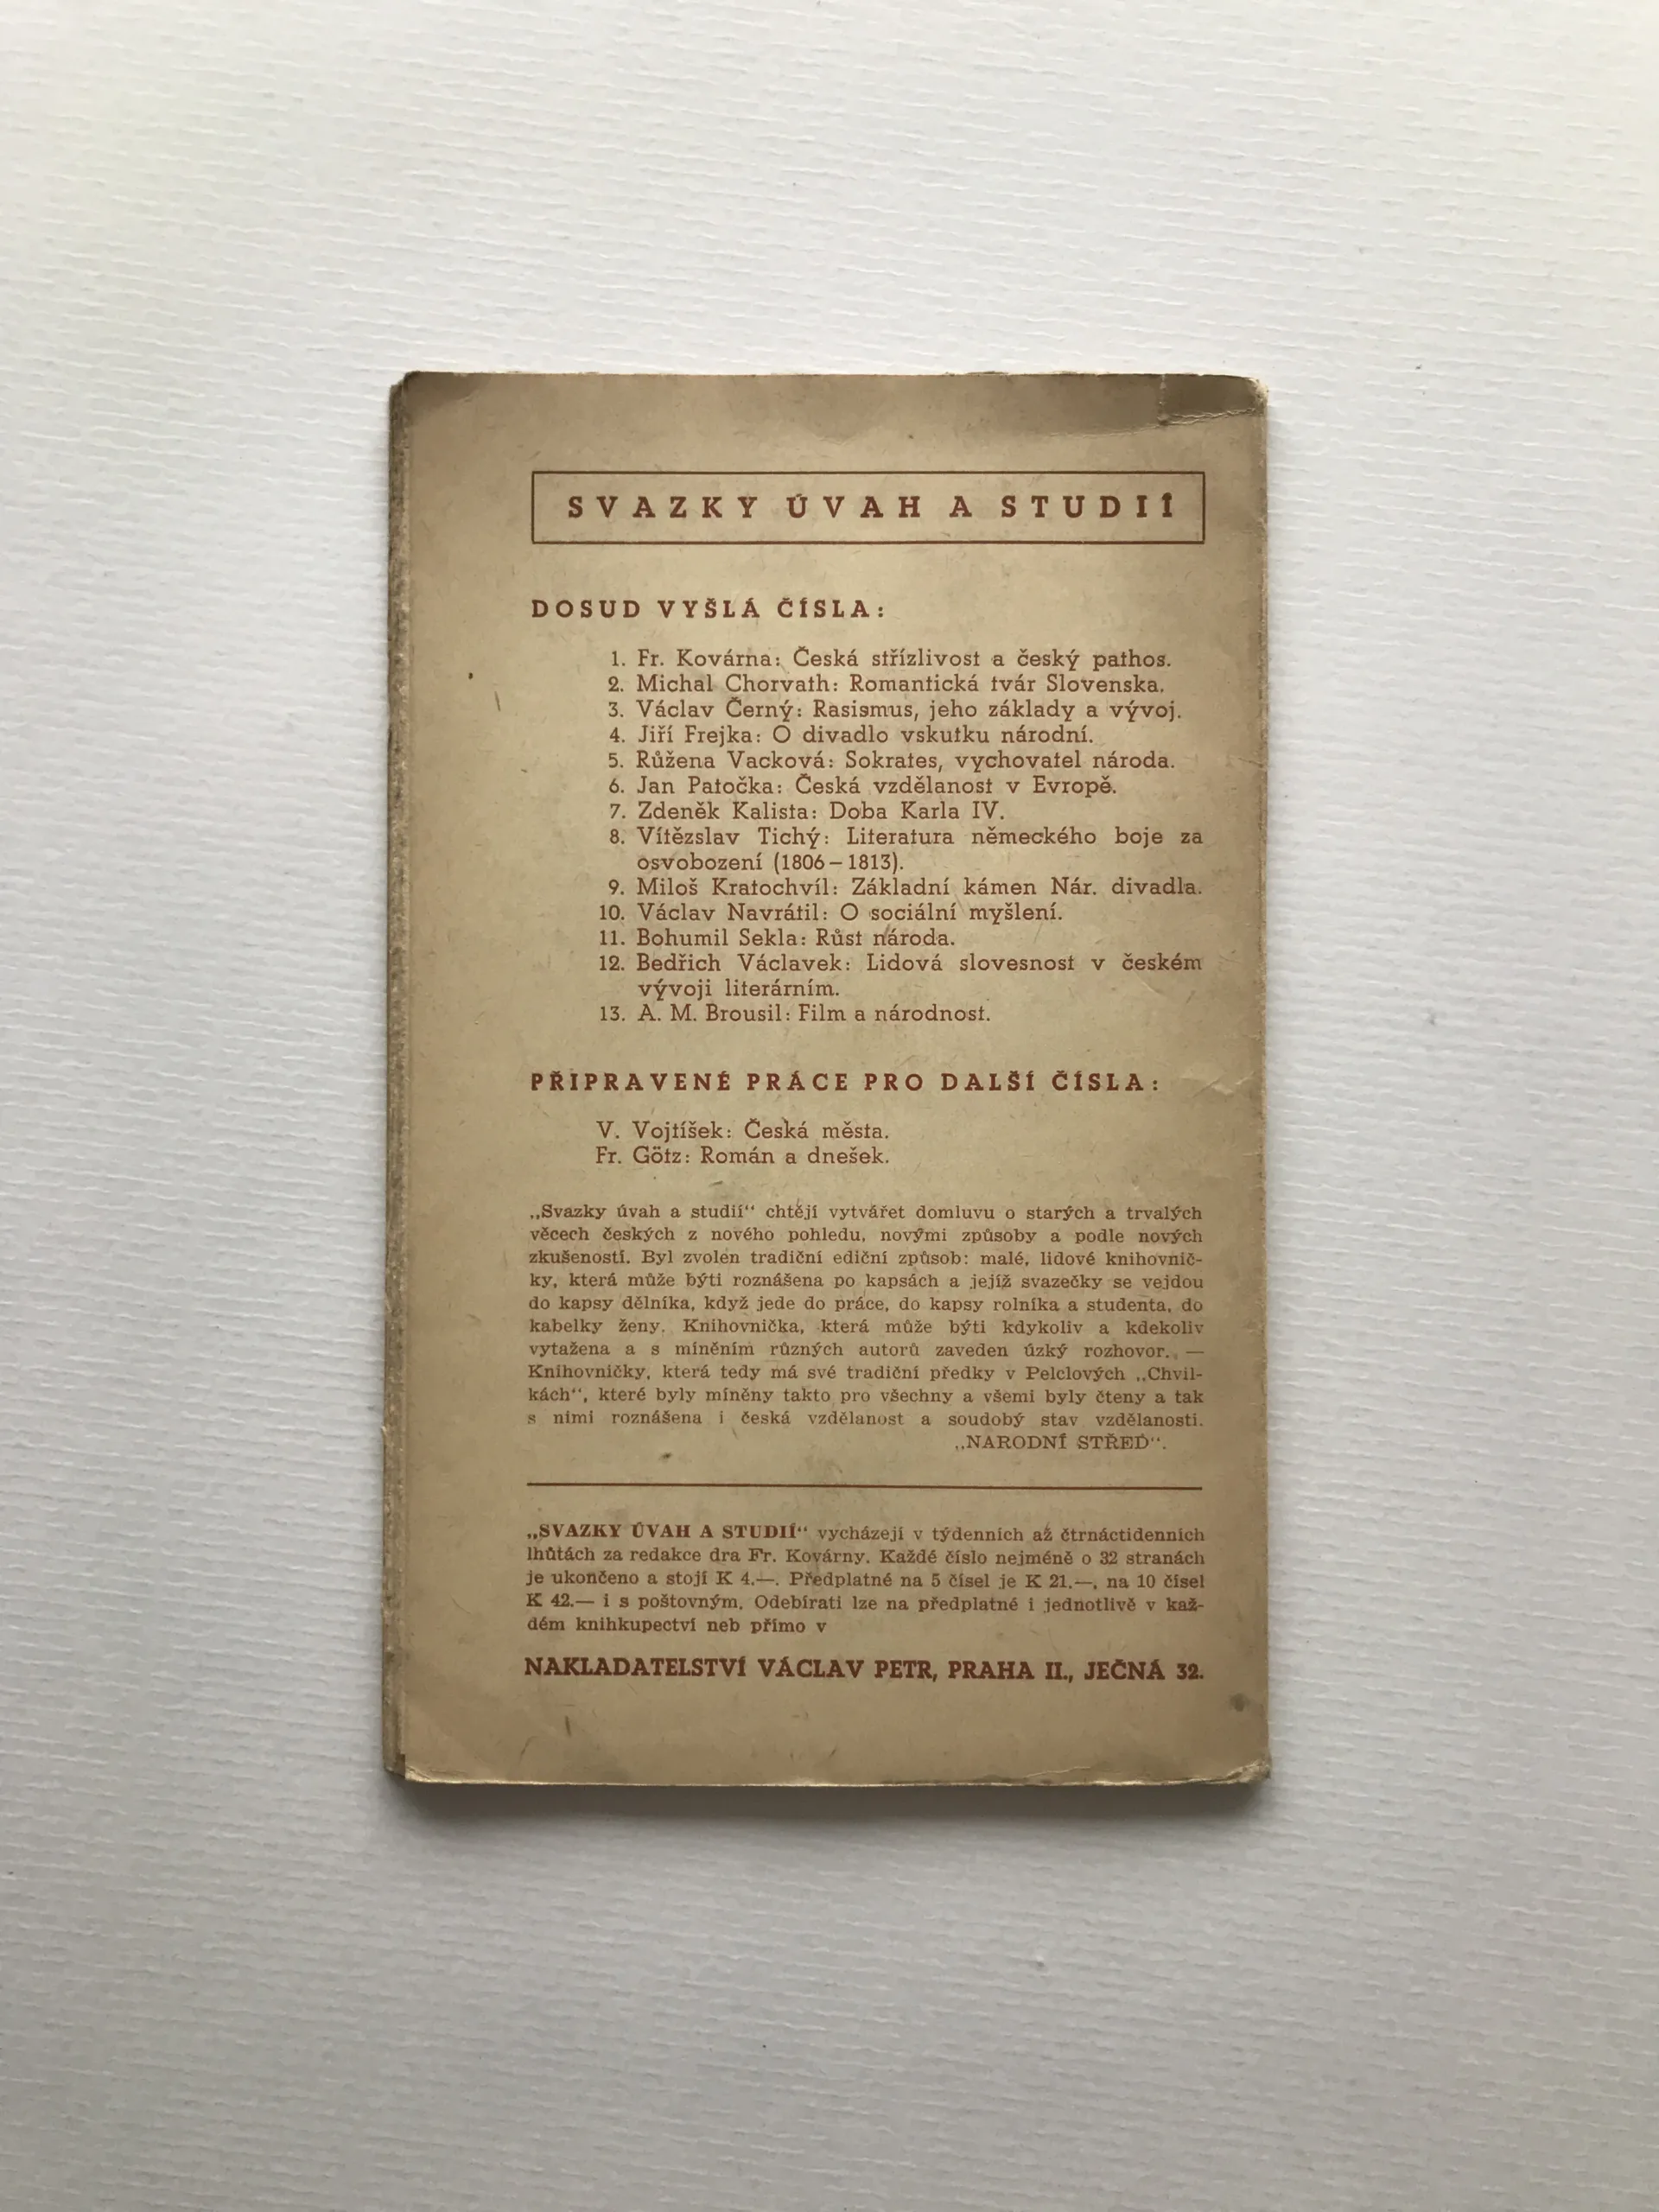 SVAZKY ÚVAH A STUDIÍ
DOSUD VYŠLÁ ČÍSLA:
1. Fr. Kovárna: Česká střízlivost a český pathos.
2. Michal Chorvath: Romantická tvár Slovenska.
3. Václav Černý: Rasismus, jeho základy a vývoj.
4. Jiří Frejka: O divadlo vskutku národní.
5. Růžena Vacková: Sokrates, vychovatel národa.
6. Jan Patočka: Česká vzdělanost v Evropě.
7. Zdeněk Kalista: Doba Karla IV.
8. Vítězslav Tichý: Literatura německého boje za
osvobození (1806–1813).
9. Miloš Kratochvíl: Základní kámen Nár. divadla.
10. Václav Navrátil: O sociální myšlení.
11. Bohumil Sekla: Růst národa.
12. Bedřich Václavek: Lidová slovesnost v českém
vývoji literárním.
13. A. M. Brousil: Film a národnost.
PŘIPRAVENÉ PRÁCE PRO DALŠÍ ČÍSLA:
V. Vojtíšek: Česká města.
Fr. Götz: Román a dnešek.
„Svazky úvah a studií“ chtějí vytvářet domluvu o starých a trvalých
věcech českých z nového pohledu, novými způsoby a podle nových
zkušeností. Byl zvolen tradiční ediční způsob: malé, lidové knihovnič-
ky, která může býti roznášena po kapsách a jejíž svazečky se vejdou
do kapsy dělníka, když jede do práce, do kapsy rolníka a studenta, do
kabelky ženy. Knihovnička, která může býti kdykoliv a kdekoliv
vytažena a s míněním různých autorů zaveden úzký rozhovor. —
Knihovničky, která tedy má své tradiční předky v Pelclových „Chvil-
kách“, které byly míněny takto pro všechny a všemi byly čteny a tak
s nimi roznášena i česká vzdělanost a soudobý stav vzdělanosti.
„NARODNÍ STŘED“.
„SVAZKY ÚVAH A STUDIÍ“ vycházejí v týdenních až čtrnáctidenních
lhůtách za redakce dra Fr. Kovárny. Každé číslo nejméně o 32 stranách
je ukončeno a stojí K 4.—. Předplatné na 5 čísel je K 21.—, na 10 čísel
K 42.— i s poštovným. Odebírati lze na předplatné i jednotlivě v kaž-
dém knihkupectví neb přímo v
NAKLADATELSTVÍ VÁCLAV PETR, PRAHA II., JEČNÁ 32.